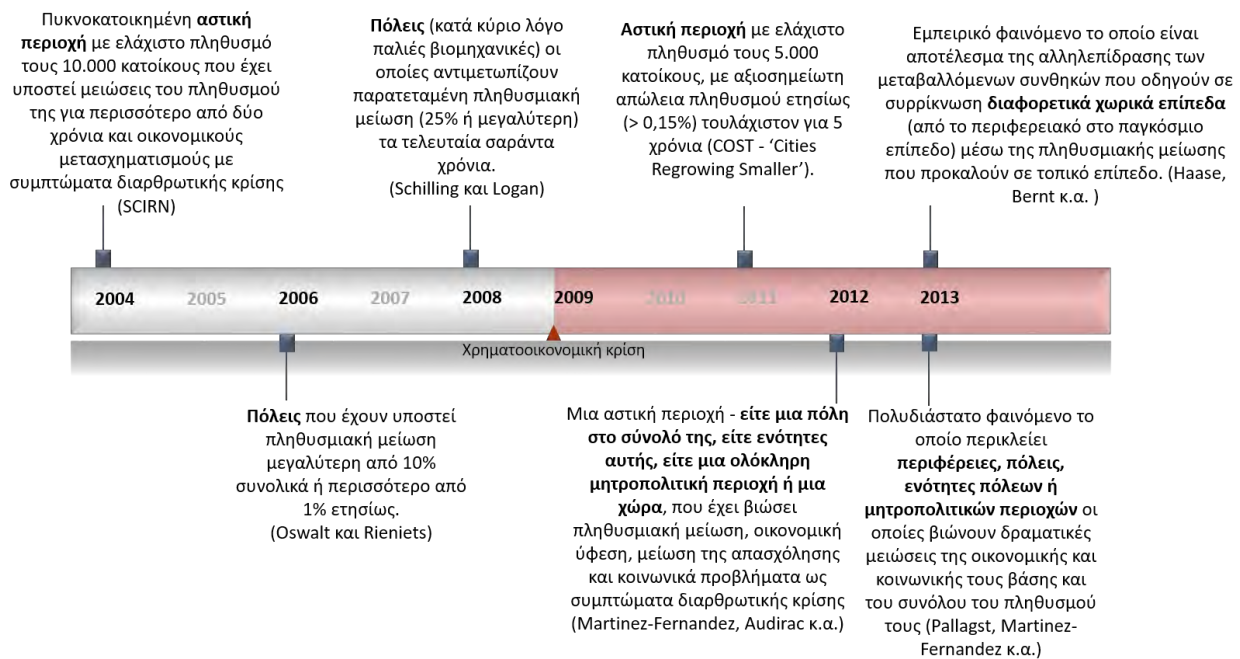 Πυκνοκατοικημένη αστική
περιοχή με ελάχιστο πληθυσμό
τους 10.000 κατοίκους που έχει
υποστεί μειώσεις του πληθυσμού
της για περισσότερο από δύο
χρόνια και οικονομικούς
μετασχηματισμούς με
συμπτώματα διαρθρωτικής κρίσης
(SCIRN)
Πόλεις (κατά κύριο λόγο
παλιές βιομηχανικές) οι
οποίες αντιμετωπίζουν
παρατεταμένη πληθυσμιακή
μείωση (25% ή μεγαλύτερη)
τα τελευταία σαράντα
χρόνια.
(Schilling και Logan)
Αστική περιοχή με ελάχιστο
πληθυσμό τους 5.000
κατοίκους, με αξιοσημείωτη
απώλεια πληθυσμού ετησίως
(> 0,15%) τουλάχιστον για 5
χρόνια (COST - ‘Cities
Regrowing Smaller’).
Εμπειρικό φαινόμενο το οποίο είναι
αποτέλεσμα της αλληλεπίδρασης των
μεταβαλλόμενων συνθηκών που οδηγούν σε
συρρίκνωση διαφορετικά χωρικά επίπεδα
(από το περιφερειακό στο παγκόσμιο
επίπεδο) μέσω της πληθυσμιακής μείωσης
που προκαλούν σε τοπικό επίπεδο. (Haase,
Bernt κ.α. )
2004 2005 2006 2007 2008 2009 2010 2011 2012 2013
Χρηματοοικονομική κρίση
Πόλεις που έχουν υποστεί
πληθυσμιακή μείωση
μεγαλύτερη από 10%
συνολικά ή περισσότερο από
1% ετησίως.
(Oswalt και Rieniets)
Μια αστική περιοχή - είτε μια πόλη
στο σύνολό της, είτε ενότητες
αυτής, είτε μια ολόκληρη
μητροπολιτική περιοχή ή μια
χώρα, που έχει βιώσει
πληθυσμιακή μείωση, οικονομική
ύφεση, μείωση της απασχόλησης
και κοινωνικά προβλήματα ως
συμπτώματα διαρθρωτικής κρίσης
(Martinez-Fernandez, Audirac κ.α.)
Πολυδιάστατο φαινόμενο το
οποίο περικλείει
περιφέρειες, πόλεις,
ενότητες πόλεων ή
μητροπολιτικών περιοχών οι
οποίες βιώνουν δραματικές
μειώσεις της οικονομικής και
κοινωνικής τους βάσης και
του συνόλου του πληθυσμού
τους (Pallagst, Martinez-
Fernandez κ.α.)